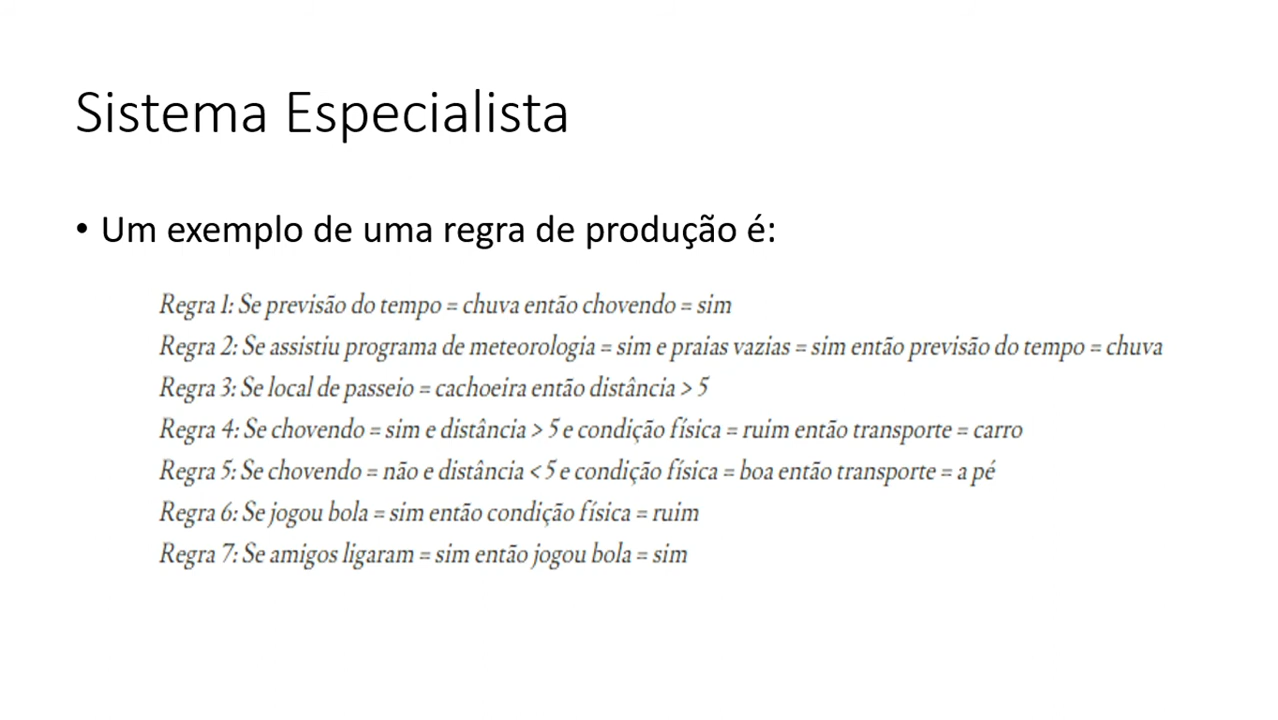 Sistema Especialista
• Um exemplo de uma regra de produção é:
Regra 1: Se previsão do tempo = chuva então chovendo = sim
Regra 2: Se assistiu programa de meteorologia = sim e praias vazias = sim então previsão do tempo = chuva
Regra 3: Se local de passeio = cachoeira então distância > 5
Regra 4: Se chovendo = sim e distância > 5 e condição física = ruim então transporte = carro
Regra 5: Se chovendo = não e distância < 5 e condição física = boa então transporte = a pé
Regra 6: Se jogou bola = sim então condição física = ruim
Regra 7: Se amigos ligaram = sim então jogou bola = sim